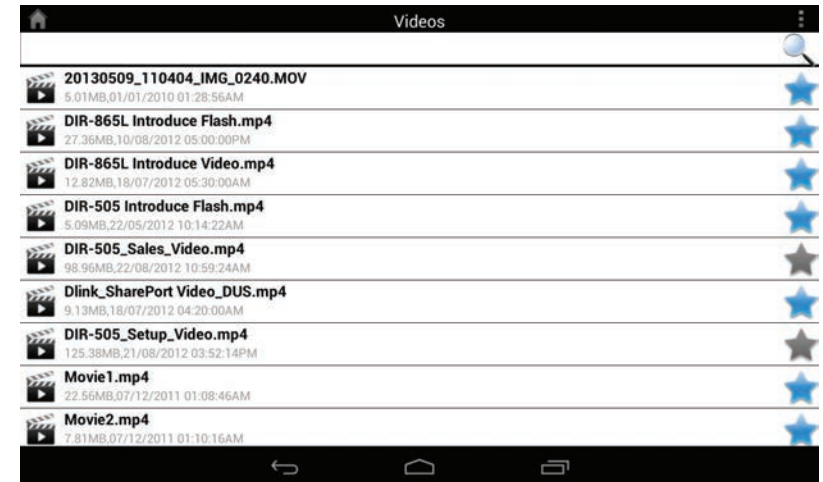 Videos
20130509_110404_IMG_0240.MOV
5.01MB,01/01/2010 01:28:56AM
DIR-865L Introduce Flash.mp4
27.36MB,10/08/2012 05:00:00PM
DIR-865L Introduce Video.mp4
12.82MB,18/07/2012 05:30:00AM
DIR-505 Introduce Flash.mp4
5.09MB,22/05/2012 10:14:22AM
DIR-505_Sales_Video.mp4
98.96MB,22/08/2012 10:59:24AM
Dlink_SharePort Video_DUS.mp4
9.13MB,18/07/2012 04:20:00AM
DIR-505_Setup_Video.mp4
125.38MB,21/08/2012 03:52:14PM
Movie1.mp4
22.56MB,07/12/2011 01:08:46AM
Movie2.mp4
7.81MB,07/12/2011 01:10:16AM